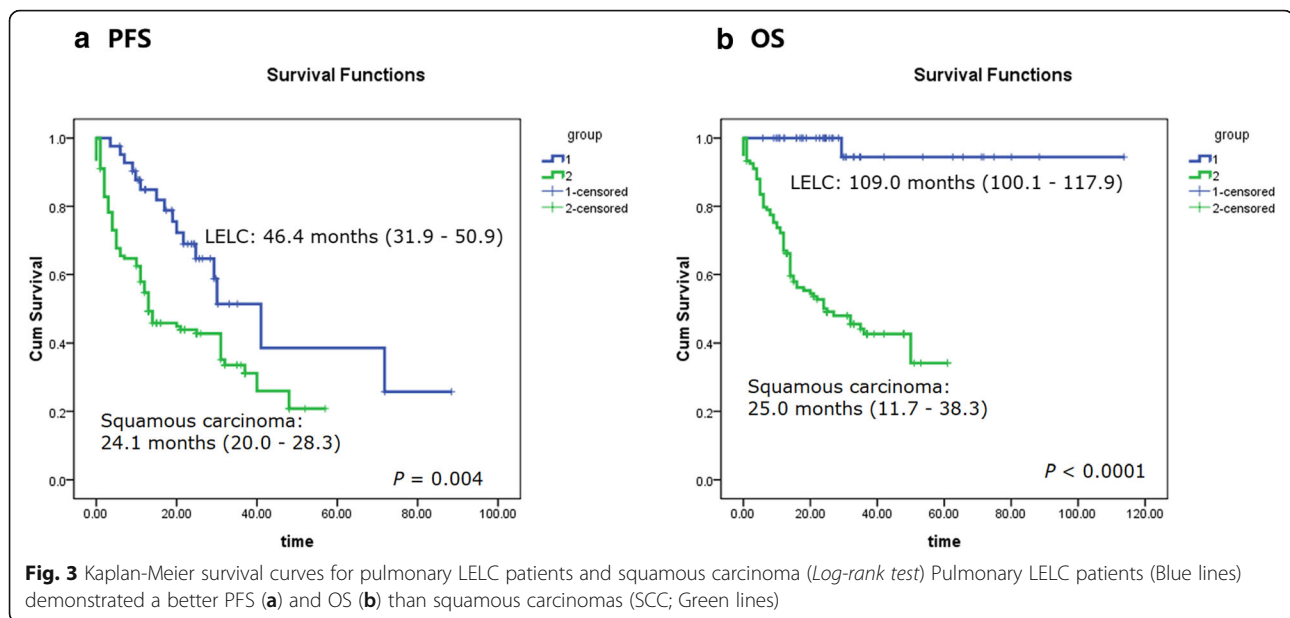 a PFS
Survival Functions
Cum Survival
1.0
0.8
0.6
0.4
0.2
0.0
0.00
20.00
40.00
60.00
80.00
100.00
time
group
1
2
1-censored
2-censored
LELC: 46.4 months (31.9 - 50.9)
Squamous carcinoma:
24.1 months (20.0 - 28.3)
P = 0.004
b OS
Survival Functions
Cum Survival
1.0
0.8
0.6
0.4
0.2
0.0
0.00
20.00
40.00
60.00
80.00
100.00
120.00
time
group
1
2
1-censored
2-censored
LELC: 109.0 months (100.1 - 117.9)
Squamous carcinoma:
25.0 months (11.7 - 38.3)
P < 0.0001
Fig. 3 Kaplan-Meier survival curves for pulmonary LELC patients and squamous carcinoma (Log-rank test) Pulmonary LELC patients (Blue lines)
demonstrated a better PFS (a) and OS (b) than squamous carcinomas (SCC; Green lines)